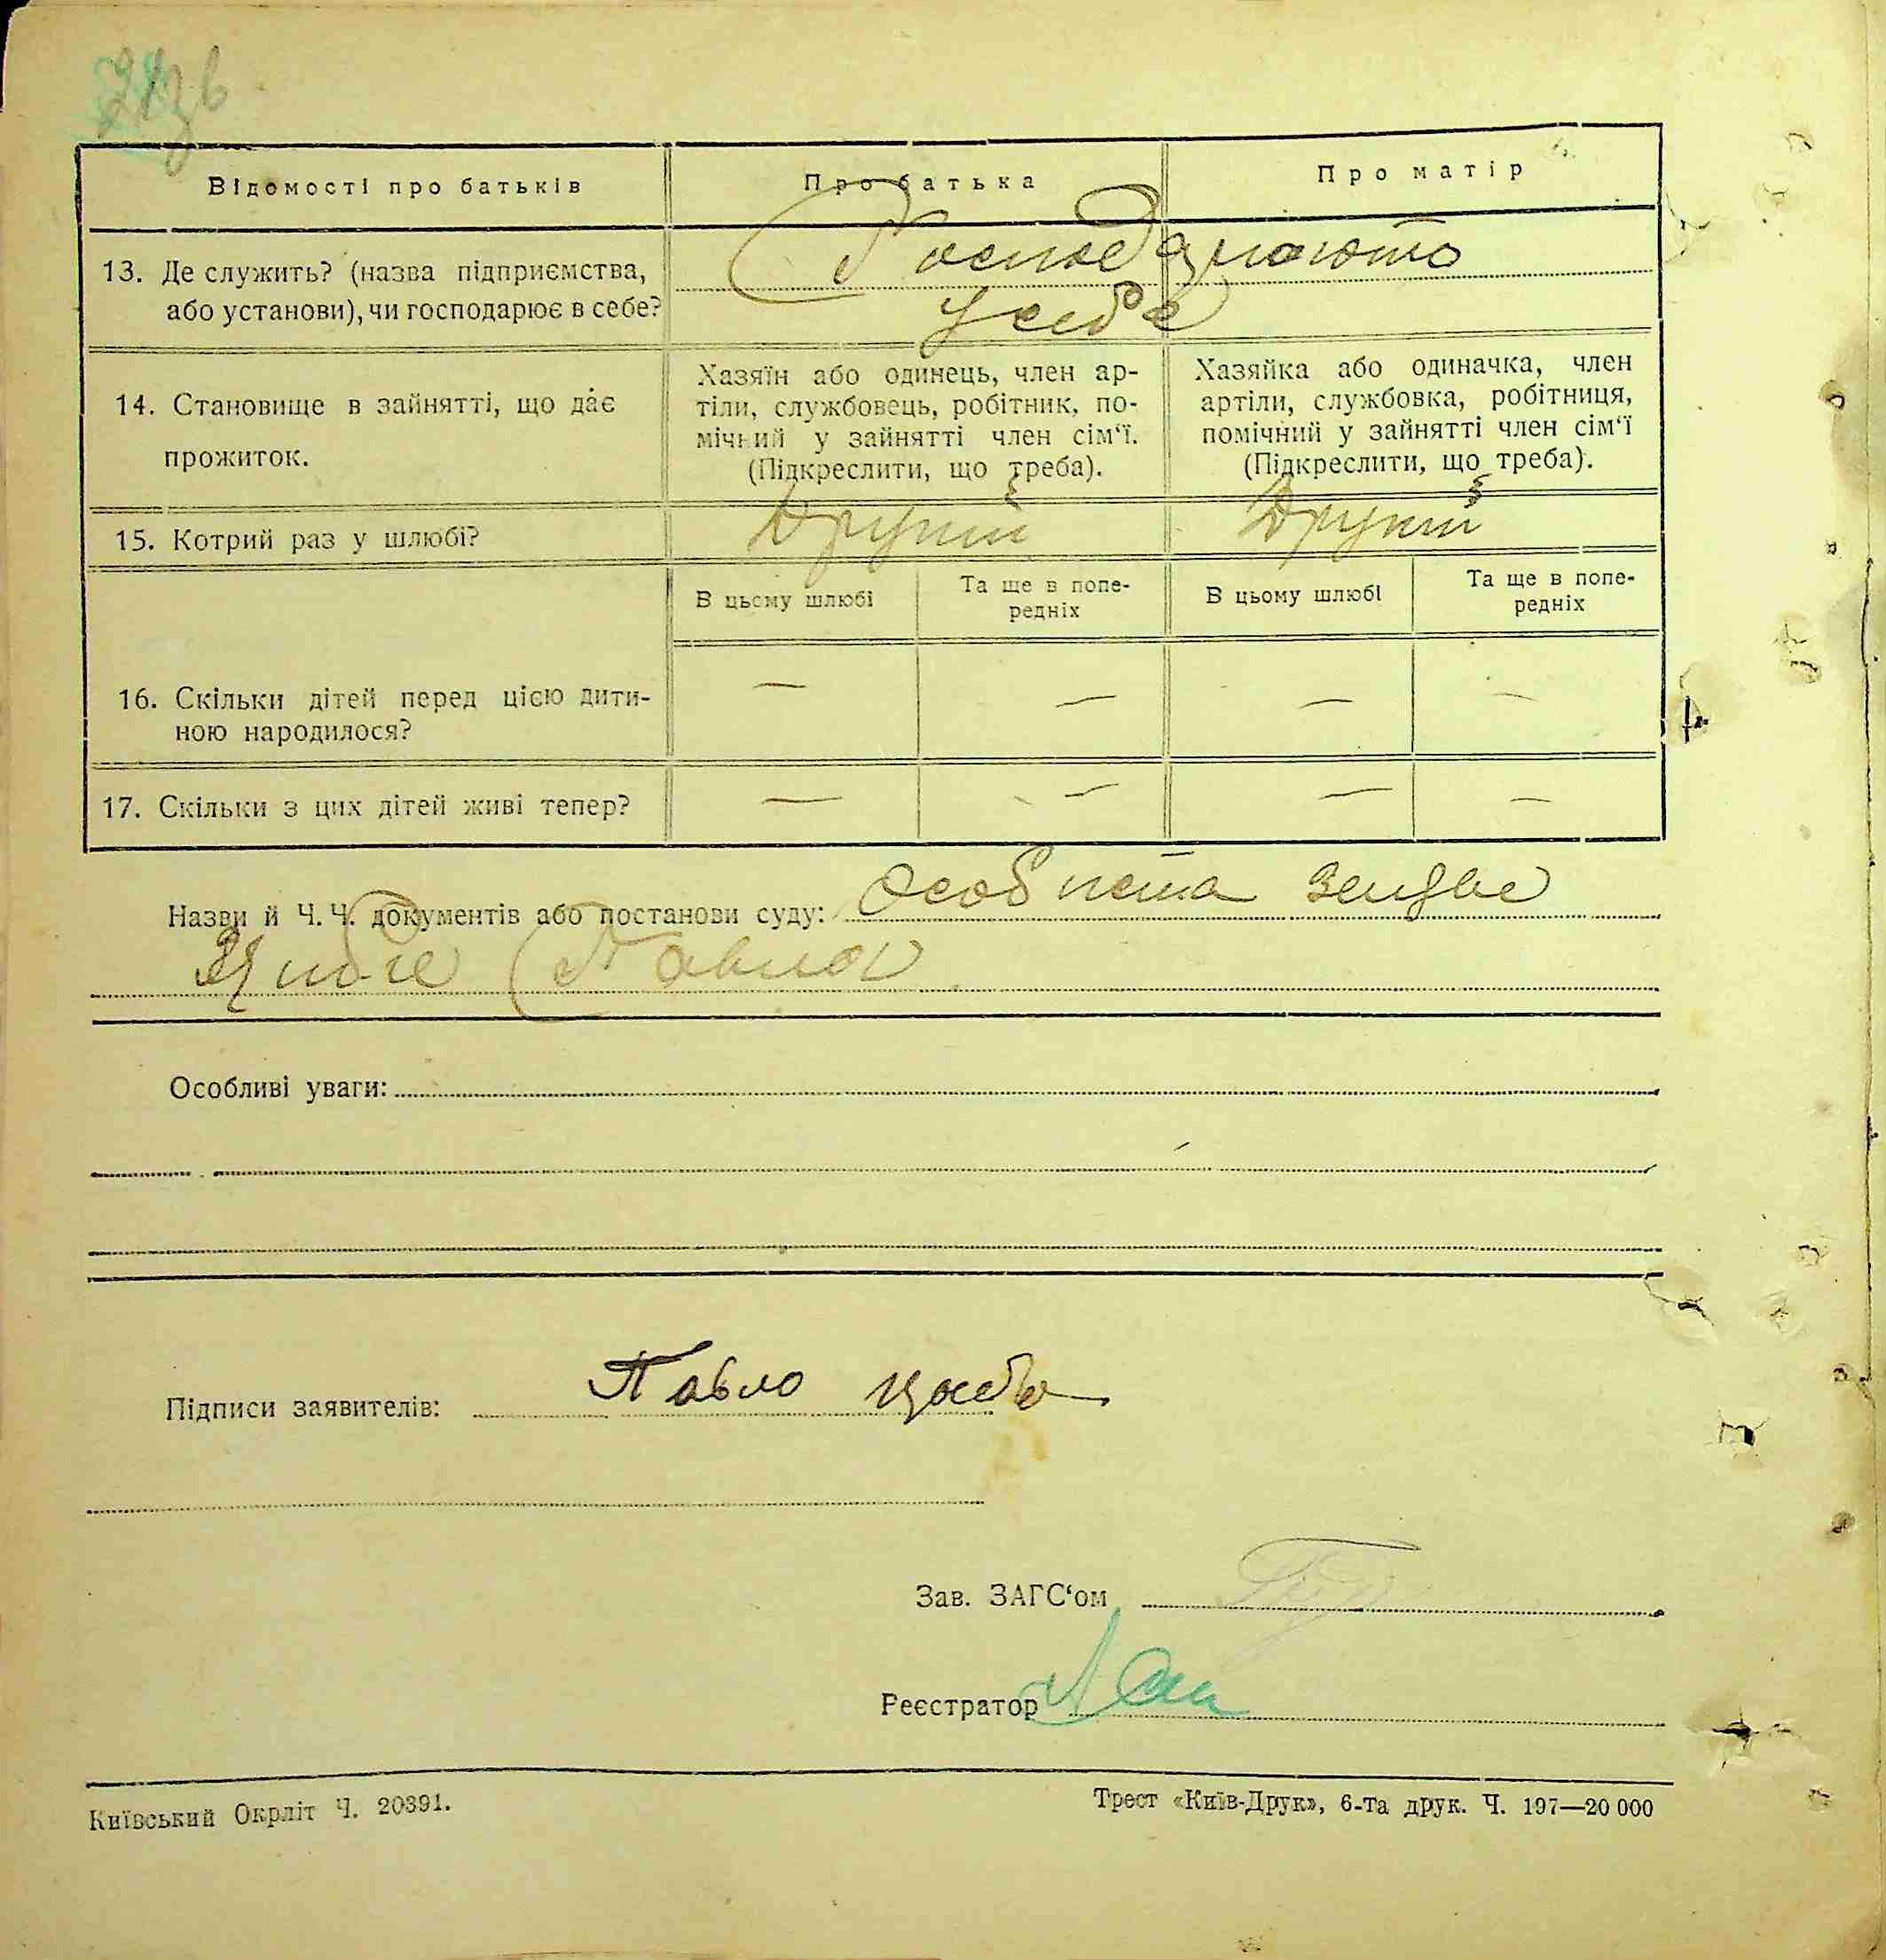 Відомості про батьків
Про батька
Про матір
13. Де служить? (назва підприємства,
або установи), чи господарює в себе?
Господарюють
у себе
14. Становище в зайнятті, що дає
прожиток.
Хазяїн або одинець, член ар-
тіли, службовець, робітник, по-
мічний у зайнятті член сім‘ї.
(Підкреслити, що треба).
Хазяйка або одиначка, член
артіли, службовка, робітниця,
помічний у зайнятті член сім‘ї
(Підкреслити, що треба).
15. Котрий раз у шлюбі?
Другий
Другий
В цьому шлюбі
Та ще в попе-
редніх
В цьому шлюбі
Та ще в попе-
редніх
16. Скільки дітей перед цією дити-
ною народилося?
— — — —
17. Скільки з цих дітей живі тепер?
— — — —
Назви й Ч.Ч. документів або постанови суду: Особиста
Павла
Особливі уваги:
Підписи заявителів: Павло
Зав. ЗАГС‘ом
Реєстратор
Київський Окрліт Ч. 20391.
Трест «Київ-Друк», 6-та друк. Ч. 197—20 000